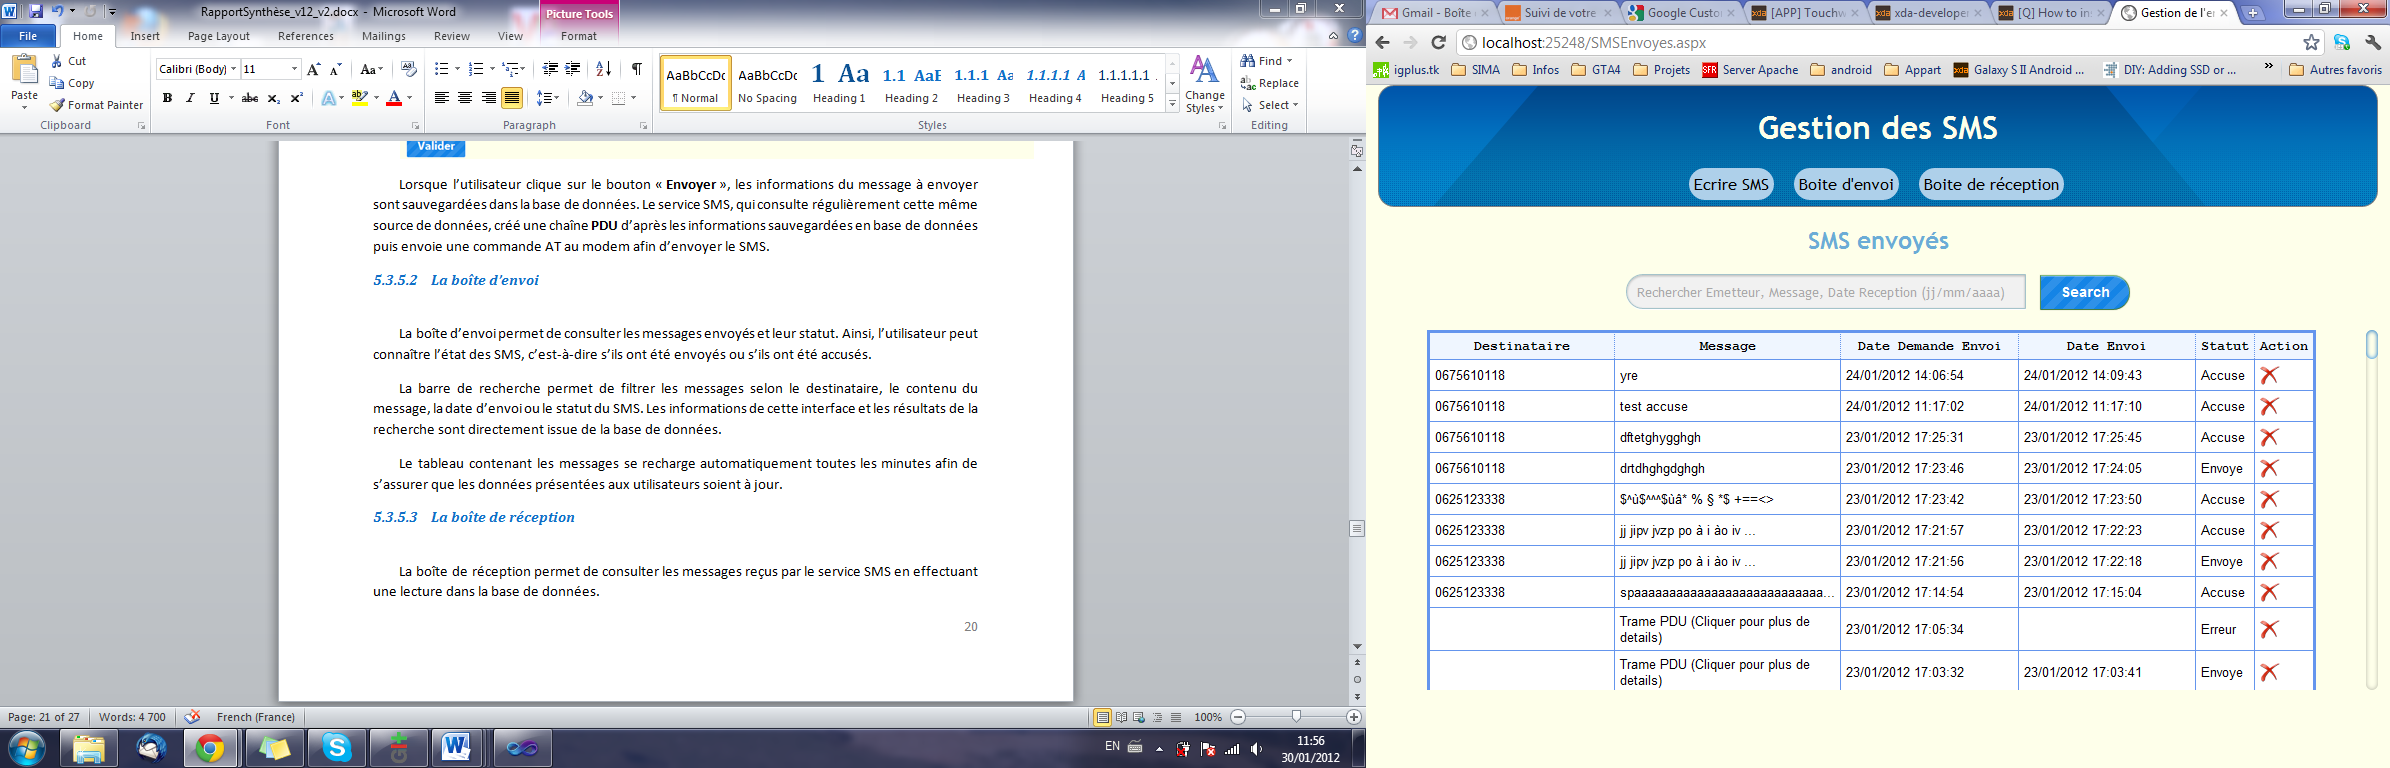 RapportSynthèse_v12_v2.docx - Microsoft Word
Picture Tools
File Home Insert Page Layout References Mailings Review View Format
Paste
Cut
Copy
Format Painter
Clipboard
Calibri (Body) 11
Font
Paragraph
AaBbCcDc AaBbCcDc 1 Aa 1.1 AaB 1.1.1 Aa 1.1.1.1 A 1.1.1.1.1
¶ Normal No Spacing Heading 1 Heading 2 Heading 3 Heading 4 Heading 5
Styles
Change Styles
Find
Replace
Select
Editing
Valider
Lorsque l’utilisateur clique sur le bouton « Envoyer », les informations du message à envoyer
sont sauvegardées dans la base de données. Le service SMS, qui consulte régulièrement cette même
source de données, créé une chaîne PDU d’après les informations sauvegardées en base de données
puis envoie une commande AT au modem afin d’envoyer le SMS.
5.3.5.2 La boîte d’envoi
La boîte d’envoi permet de consulter les messages envoyés et leur statut. Ainsi, l’utilisateur peut
connaître l’état des SMS, c’est-à-dire s’ils ont été envoyés ou s’ils ont été accusés.
La barre de recherche permet de filtrer les messages selon le destinataire, le contenu du
message, la date d’envoi ou le statut du SMS. Les informations de cette interface et les résultats de la
recherche sont directement issue de la base de données.
Le tableau contenant les messages se recharge automatiquement toutes les minutes afin de
s’assurer que les données présentées aux utilisateurs soient à jour.
5.3.5.3 La boîte de réception
La boîte de réception permet de consulter les messages reçus par le service SMS en effectuant
une lecture dans la base de données.
20
Page: 21 of 27 Words: 4 700 French (France) 100%
EN 11:56
30/01/2012
Gmail - Boîte Suivi de votre Google Custo [APP] Touchw xda-developer [Q] How to ins Gestion de l'er
localhost:25248/SMSEnvoyes.aspx
igplus.tk SIMA Infos GTA4 Projets SFR Server Apache android Appart Galaxy S II Android ... DIY: Adding SSD or ... » Autres favoris
Gestion des SMS
Ecrire SMS Boite d'envoi Boite de réception
SMS envoyés
Rechercher Emetteur, Message, Date Reception (jj/mm/aaaa) Search
Destinataire Message Date Demande Envoi Date Envoi Statut Action
0675610118 yre 24/01/2012 14:06:54 24/01/2012 14:09:43 Accuse
0675610118 test accuse 24/01/2012 11:17:02 24/01/2012 11:17:10 Accuse
0675610118 dftetghygghgh 23/01/2012 17:25:31 23/01/2012 17:25:45 Accuse
0675610118 drtdhghgdghgh 23/01/2012 17:23:46 23/01/2012 17:24:05 Envoye
0625123338 $^ù$^^^$ùâ* % § *$ +==<> 23/01/2012 17:23:42 23/01/2012 17:23:50 Accuse
0625123338 jj jipv jvzp po à i ào iv ... 23/01/2012 17:21:57 23/01/2012 17:22:23 Accuse
0625123338 jj jipv jvzp po à i ào iv ... 23/01/2012 17:21:56 23/01/2012 17:22:18 Envoye
0625123338 spaaaaaaaaaaaaaaaaaaaaaaaaaaa... 23/01/2012 17:14:54 23/01/2012 17:15:04 Accuse
Trame PDU (Cliquer pour plus de details) 23/01/2012 17:05:34 Erreur
Trame PDU (Cliquer pour plus de details) 23/01/2012 17:03:32 23/01/2012 17:03:41 Envoye